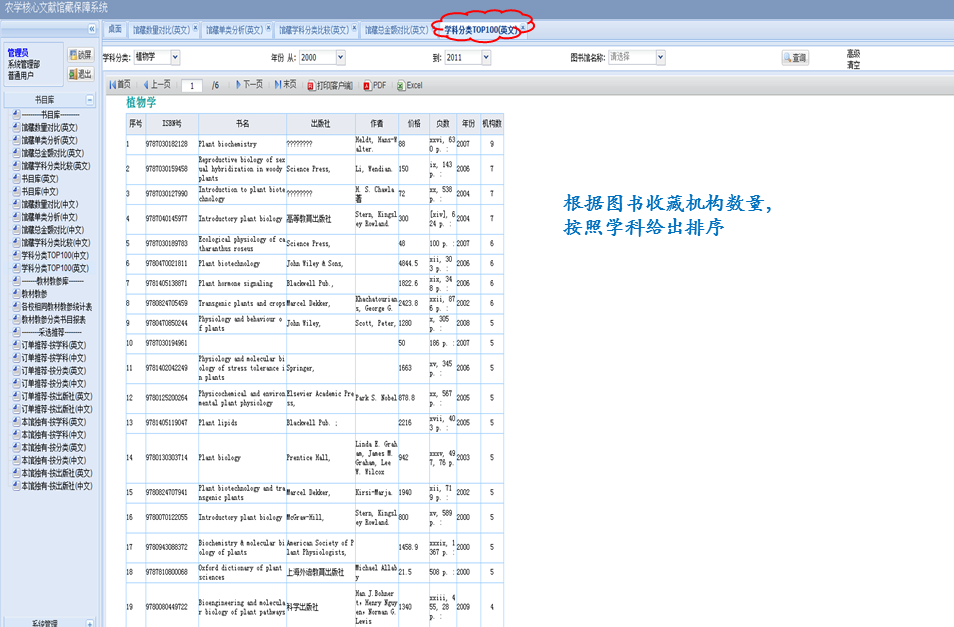 农学核心文献馆藏保障系统
桌面 馆藏数量对比(英文) 馆藏单类分析(英文) 馆藏学科分类比较(英文) 馆藏总金额对比(英文) 学科分类TOP100(英文)
管理员
系统管理部
普通用户
锁屏
退出
学科分类: 植物学 年份 从: 2000 到: 2011 图书馆名称: 请选择 查询 高级
清空
首页 上一页 1 /6 下一页 末页 打印[客户端] PDF Excel
书目库
---------书目库---------
馆藏数量对比(英文)
馆藏单类分析(英文)
馆藏总金额对比(英文)
馆藏学科分类比较(英文)
书目库(英文)
书目库(中文)
馆藏数量对比(中文)
馆藏单类分析(中文)
馆藏总金额对比(中文)
馆藏学科分类比较(中文)
学科分类TOP100(中文)
学科分类TOP100(英文)
-------教材教参库-------
教材教参
各校相同教材教参统计表
教材教参分类书目报表
---------采选推荐--------
订单推荐-按学科(英文)
订单推荐-按学科(中文)
订单推荐-按分类(英文)
订单推荐-按分类(中文)
订单推荐-按出版社(英文)
订单推荐-按出版社(中文)
本馆独有-按学科(英文)
本馆独有-按学科(中文)
本馆独有-按分类(英文)
本馆独有-按分类(中文)
本馆独有-按出版社(英文)
本馆独有-按出版社(中文)
系统管理
植物学
序号 ISBN号 书名 出版社 作者 价格 页数 年份 机构数
1 9787030182128 Plant biochemistry ???????? Heldt, Hans-Walter. 88 xxvi, 630 p. : 2007 9
2 9787030159458 Reproductive biology of sexual hybridization in woody plants Science Press, Li, Wendian. 150 ix, 143 p. : 2006 7
3 9787030127990 Introduction to plant biotechnology ???????? H. S. Chawla 著 72 xx, 538 p. : 2004 7
4 9787040145977 Introductory plant biology 高等教育出版社 Stern, Kingsley Rowland. 300 [xiv], 624 p. : 2004 7
5 9787030189783 Ecological physiology of catharanthus roseus Science Press, 48 100 p. : 2007 6
6 9780470021811 Plant biotechnology John Wiley & Sons, 4844.5 xii, 303 p. : 2006 6
7 9781405138871 Plant hormone signaling Blackwell Pub., 1822.6 xix, 348 p. : 2006 6
8 9780824705459 Transgenic plants and crops Marcel Dekker, Khachatourians, George G. 2423.8 xxii, 876 p. : 2002 6
9 9780470850244 Physiology and behaviour of plants John Wiley, Scott, Peter, 1280 x, 305 p. : 2008 5
10 9787030194961 50 186 p. : 2007 5
11 9781402042249 Physiology and molecular biology of stress tolerance in plants Springer, 1663 xv, 345 p. : 2006 5
12 9780125200264 Physicochemical and environmental plant physiology Elsevier Academic Press, Park S. Nobel 878.8 xx, 567 p. : 2005 5
13 9781405119047 Plant lipids Blackwell Pub. ; 2216 xvii, 403 p. : 2005 5
14 9780130303714 Plant biology Prentice Hall, Linda E. Graham, James M. Graham, Lee W. Wilcox 942 xxxv, 497, 76 p. 2003 5
15 9780824707941 Plant biotechnology and transgenic plants Marcel Dekker, Kirsi-Marja. 1940 xii, 719 p. : 2002 5
16 9780070122055 Introductory plant biology McGraw-Hill, Stern, Kingsley Rowland. 800 xv, 589 p. : 2000 5
17 9780943088372 Biochemistry & molecular biology of plants American Society of Plant Physiologists, 1458.9 xxxix, 1367 p. : 2000 5
18 9787810800068 Oxford dictionary of plant sciences 上海外语教育出版社 Michael Allaby 21.5 508 p. : 2000 5
19 9780080449722 Bioengineering and molecular biology of plant pathways 科学出版社 Han J.Bohnert, Henry Nguyen, Norman G. Lewis 1340 xxiii, 455, 28 p. : 2009 4
根据图书收藏机构数量，
按照学科给出排序